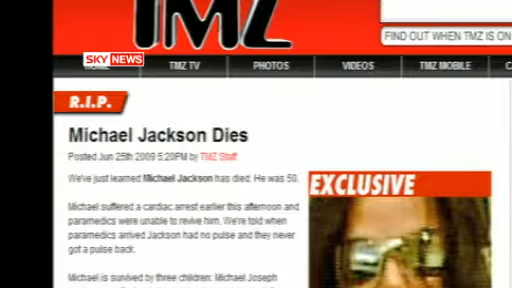 TMZ
FIND OUT WHEN TMZ IS ON
SKY NEWS
HOME TMZ TV PHOTOS VIDEOS TMZ MOBILE C
R.I.P.
Michael Jackson Dies
Posted Jun 25th 2009 5:20PM by TMZ Staff
We've just learned Michael Jackson has died. He was 50.
EXCLUSIVE
Michael suffered a cardiac arrest earlier this afternoon and
paramedics were unable to revive him. We're told when
paramedics arrived Jackson had no pulse and they never
got a pulse back.
Michael is survived by three children: Michael Joseph